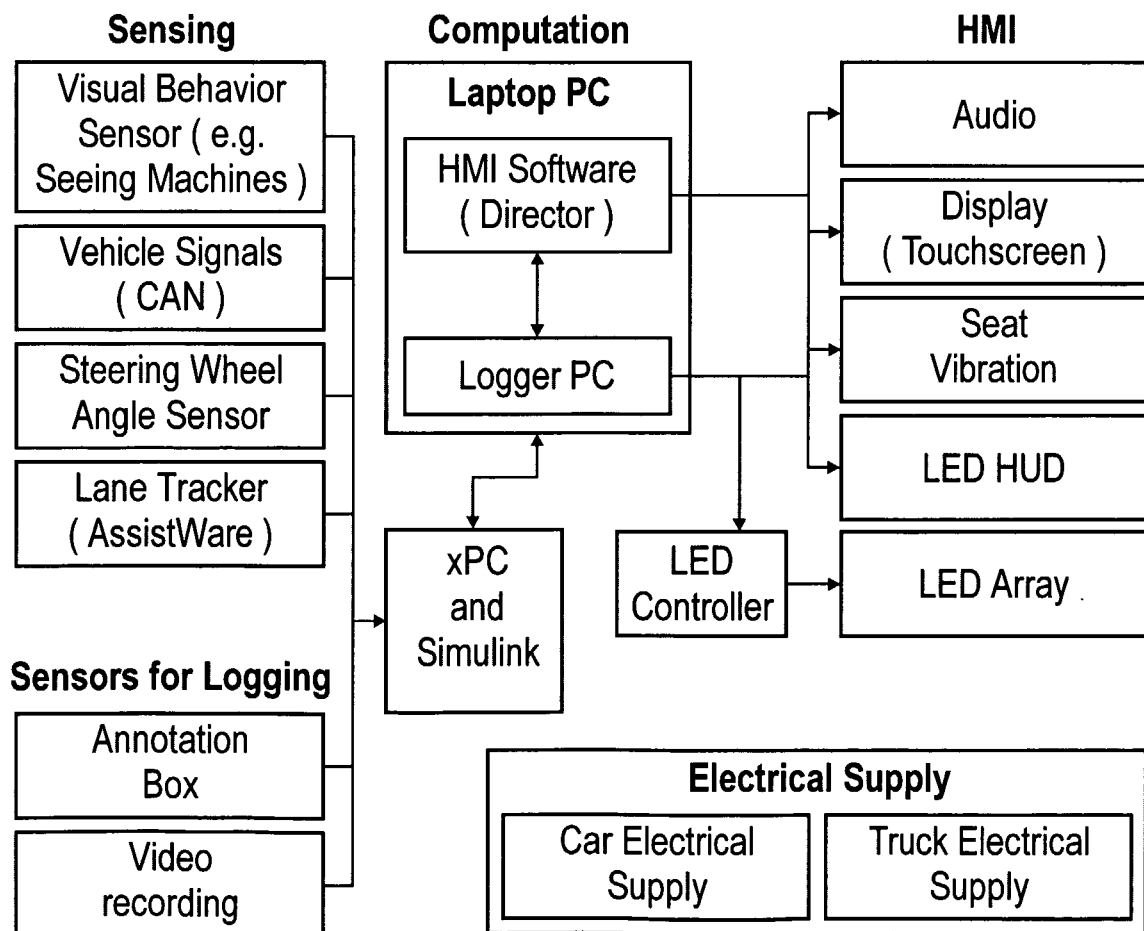 Sensing
Visual Behavior
Sensor ( e.g.
Seeing Machines )
Vehicle Signals
( CAN )
Steering Wheel
Angle Sensor
Lane Tracker
( AssistWare )
Sensors for Logging
Annotation
Box
Video
recording
Computation
Laptop PC
HMI Software
( Director )
Logger PC
xPC
and
Simulink
LED
Controller
HMI
Audio
Display
( Touchscreen )
Seat
Vibration
LED HUD
LED Array
Electrical Supply
Car Electrical
Supply
Truck Electrical
Supply